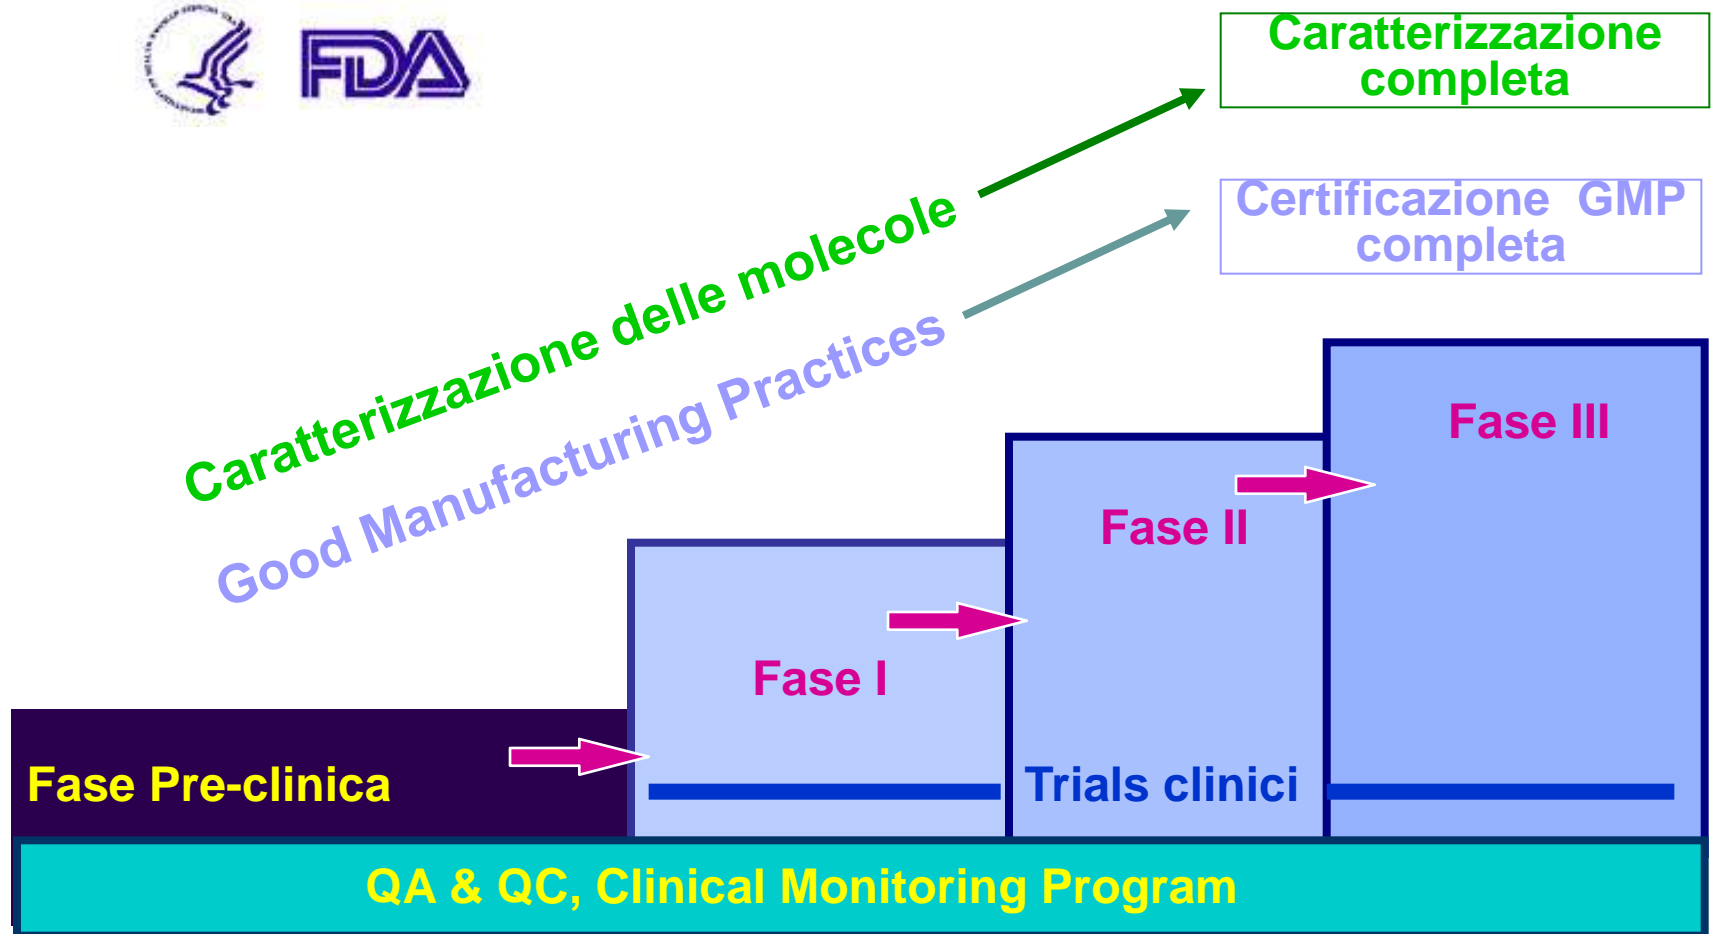 FDA
Caratterizzazione
completa
Certificazione GMP
completa
Caratterizzazione delle molecole
Good Manufacturing Practices
Fase III
Fase II
Fase I
Fase Pre-clinica
Trials clinici
QA & QC, Clinical Monitoring Program